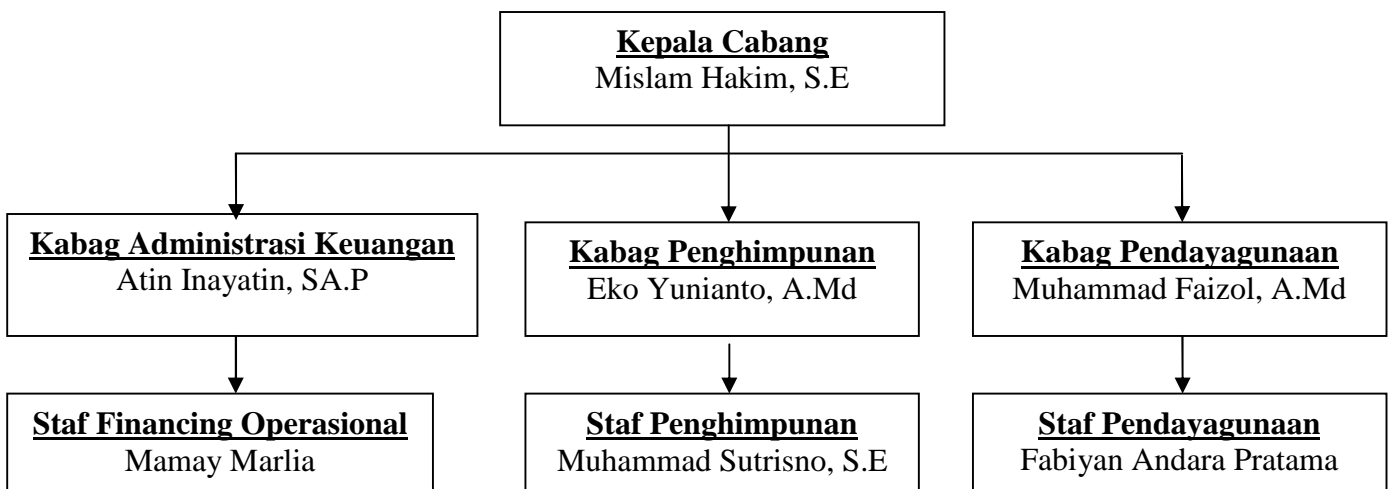 Kepala Cabang
Mislam Hakim, S.E
Kabag Administrasi Keuangan
Atin Inayatin, SA.P
Kabag Penghimpunan
Eko Yunianto, A.Md
Kabag Pendayagunaan
Muhammad Faizol, A.Md
Staf Financing Operasional
Mamay Marlia
Staf Penghimpunan
Muhammad Sutrisno, S.E
Staf Pendayagunaan
Fabiyan Andara Pratama